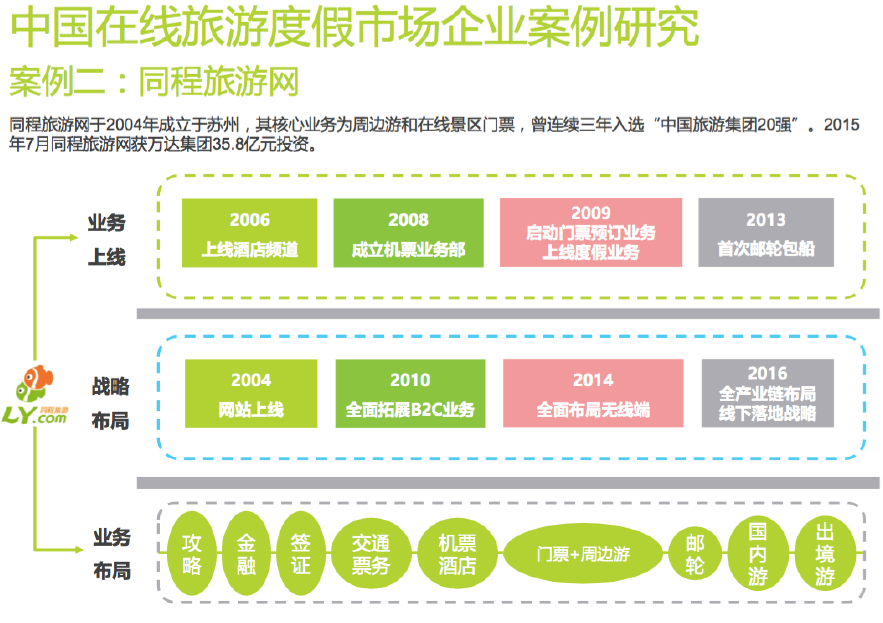 中国在线旅游度假市场企业案例研究
案例二：同程旅游网
同程旅游网于2004年成立于苏州，其核心业务为周边游和在线景区门票，曾连续三年入选“中国旅游集团20强”。2015
年7月同程旅游网获万达集团35.8亿元投资。
业务
上线
2006
上线酒店频道
2008
成立机票业务部
2009
启动门票预订业务
上线度假业务
2013
首次邮轮包船
战略
布局
2004
网站上线
2010
全面拓展B2C业务
2014
全面布局无线端
2016
全产业链布局
线下落地战略
同程旅游
LY.com
业务
布局
攻略
金融
签证
交通
票务
机票
酒店
门票+周边游
邮轮
国内游
出境游